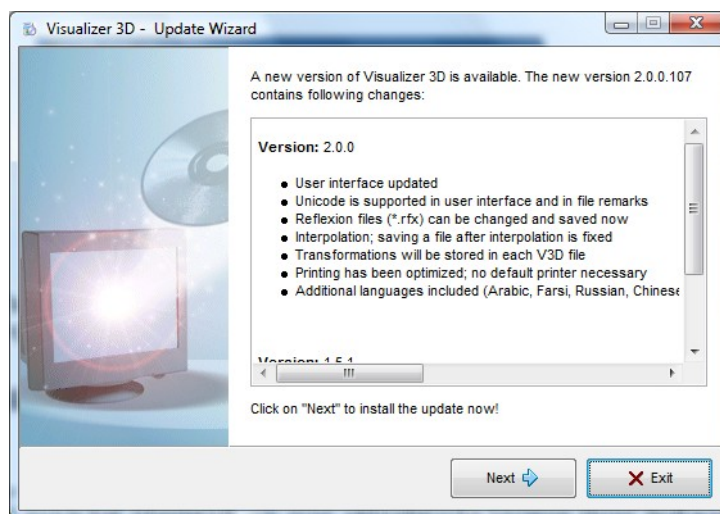 Visualizer 3D - Update Wizard
A new version of Visualizer 3D is available. The new version 2.0.0.107
contains following changes:
Version: 2.0.0
● User interface updated
● Unicode is supported in user interface and in file remarks
● Reflexion files (*.rfx) can be changed and saved now
● Interpolation; saving a file after interpolation is fixed
● Transformations will be stored in each V3D file
● Printing has been optimized; no default printer necessary
● Additional languages included (Arabic, Farsi, Russian, Chinese
Version: 1.5.1
Click on "Next" to install the update now!
Next
Exit